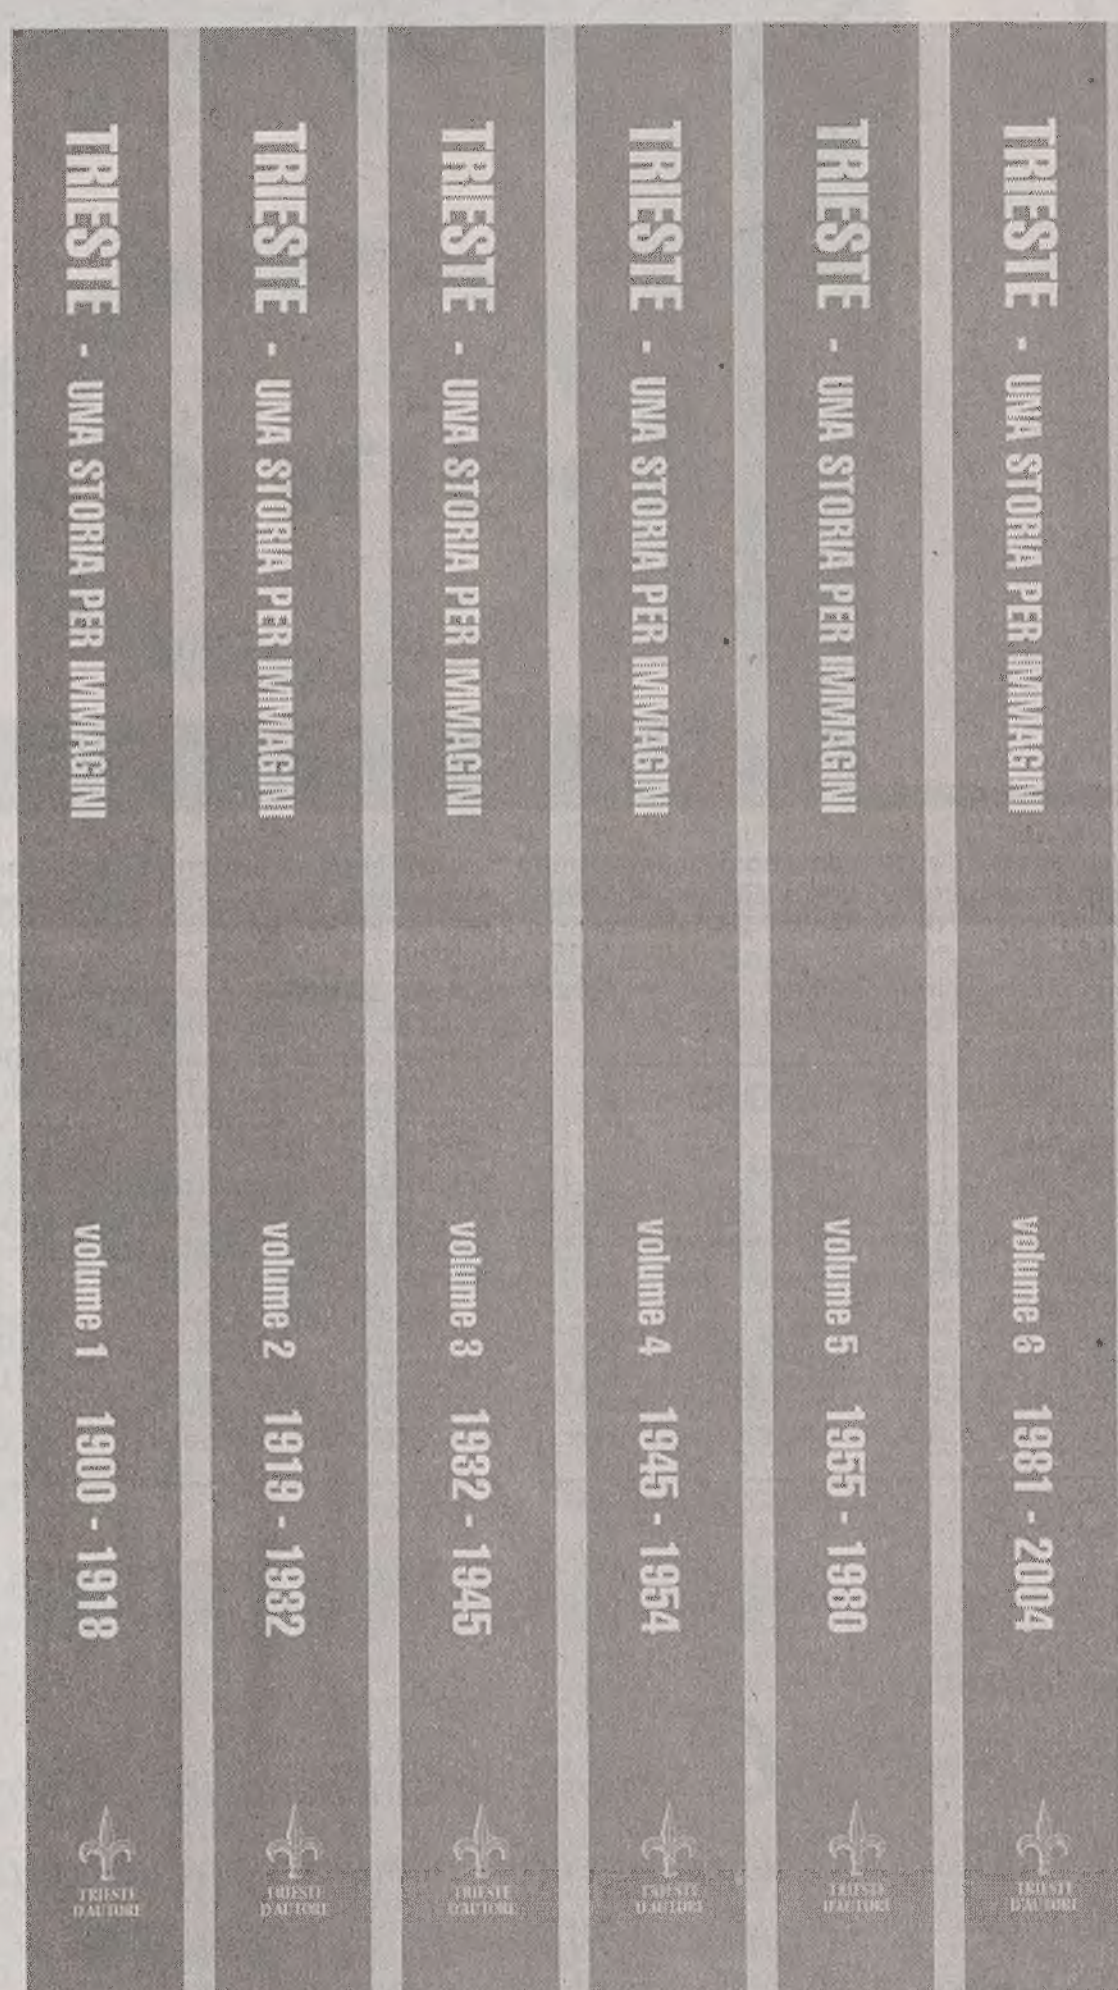 TRIESTE - UNA STORIA PER IMMAGINI volume 1 1900 - 1918
TRIESTE
D'AUTORE
TRIESTE - UNA STORIA PER IMMAGINI volume 2 1919 - 1932
TRIESTE
D'AUTORE
TRIESTE - UNA STORIA PER IMMAGINI volume 3 1932 - 1945
TRIESTE
D'AUTORE
TRIESTE - UNA STORIA PER IMMAGINI volume 4 1945 - 1954
TRIESTE
D'AUTORE
TRIESTE - UNA STORIA PER IMMAGINI volume 5 1955 - 1980
TRIESTE
D'AUTORE
TRIESTE - UNA STORIA PER IMMAGINI volume 6 1981 - 2004
TRIESTE
D'AUTORE